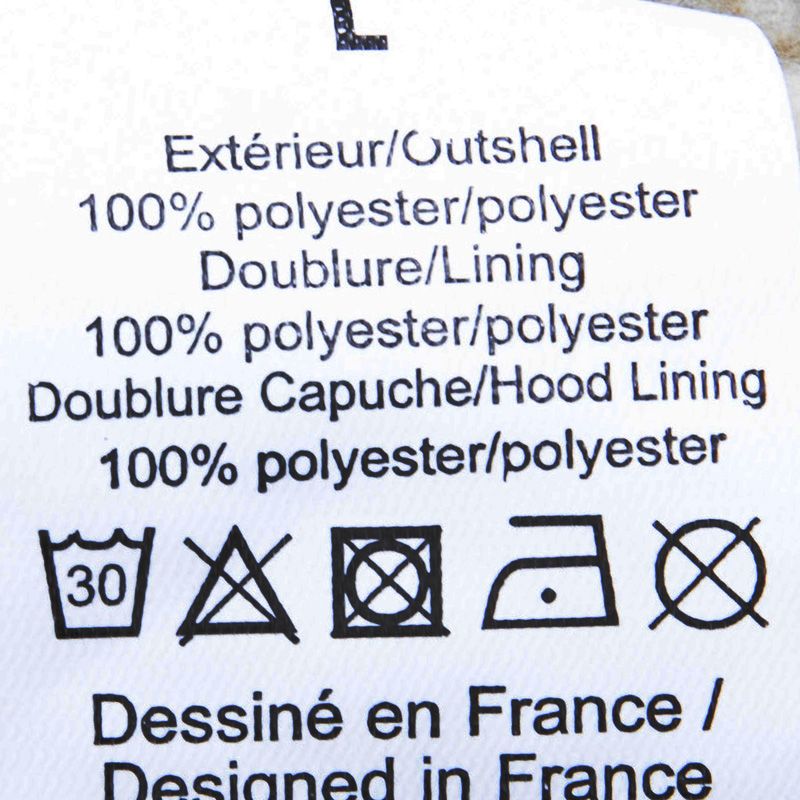 L
Extérieur/Outshell
100% polyester/polyester
Doublure/Lining
100% polyester/polyester
Doublure Capuche/Hood Lining
100% polyester/polyester
30
Dessiné en France /
Designed in France